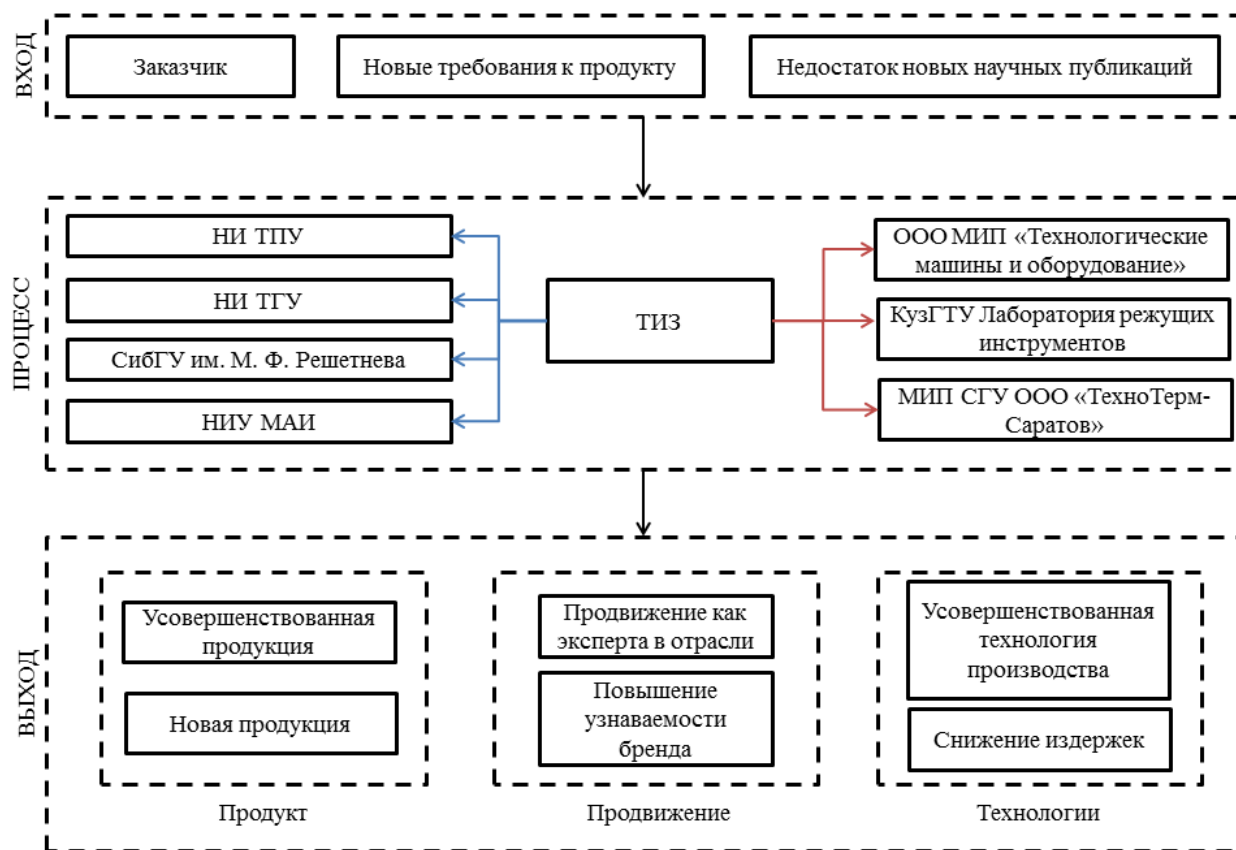 ВХОД
Заказчик
Новые требования к продукту
Недостаток новых научных публикаций
ПРОЦЕСС
НИ ТПУ
НИ ТГУ
СибГУ им. М. Ф. Решетнева
НИУ МАИ
ТИЗ
ООО МИП «Технологические
машины и оборудование»
КузГТУ Лаборатория режущих
инструментов
МИП СГУ ООО «ТехноТерм-
Саратов»
ВЫХОД
Усовершенствованная
продукция
Новая продукция
Продукт
Продвижение как
эксперта в отрасли
Повышение
узнаваемости
бренда
Продвижение
Усовершенствованная
технология
производства
Снижение издержек
Технологии